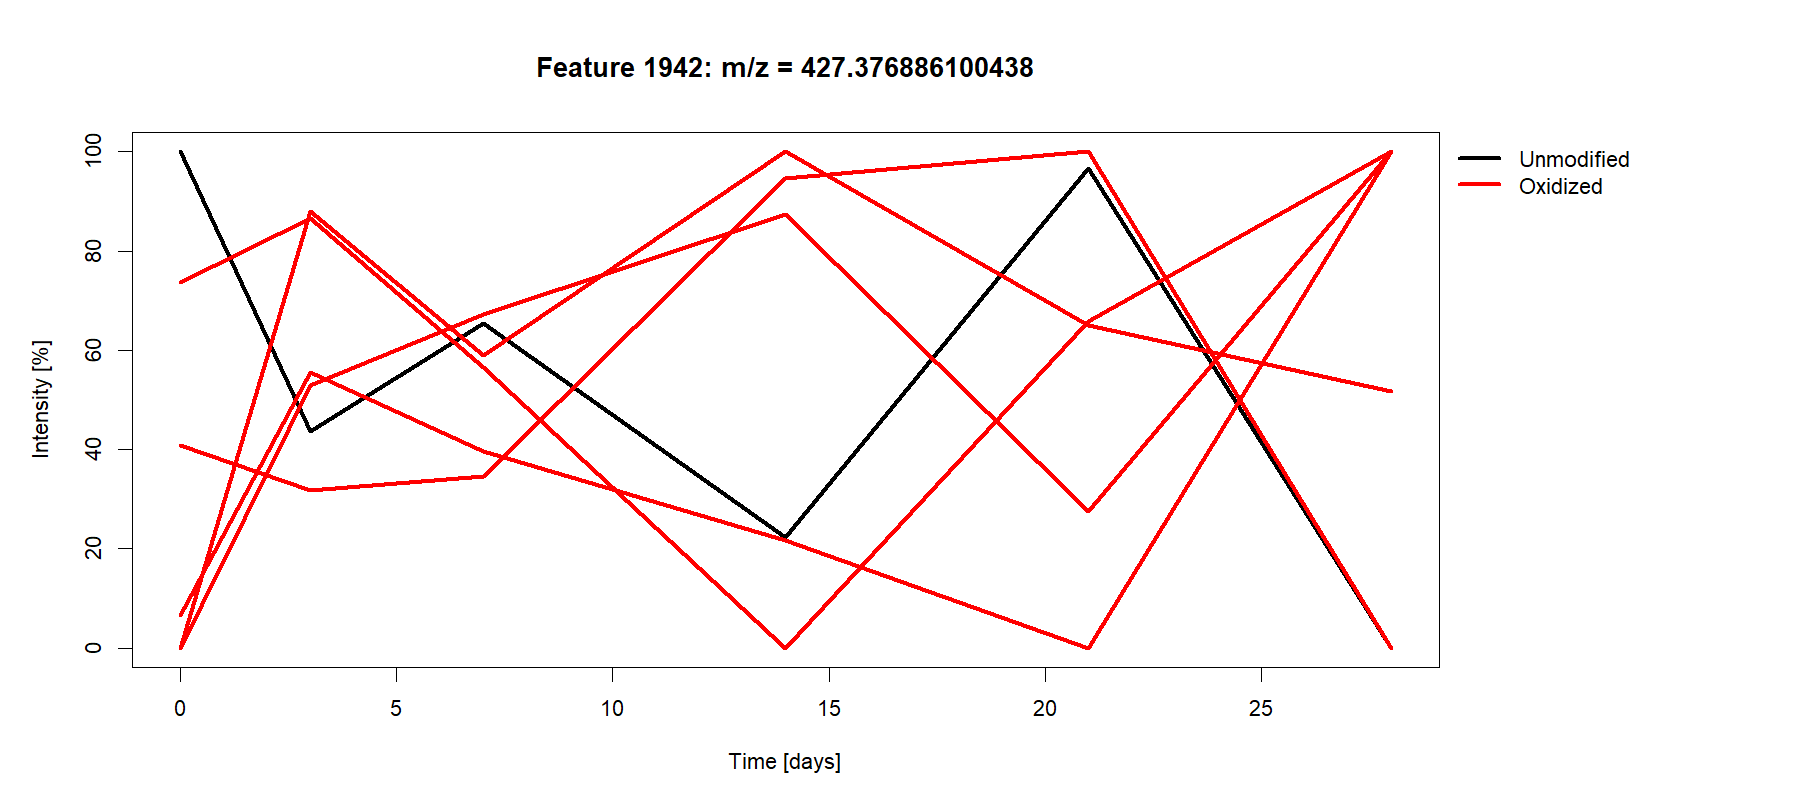 Feature 1942: m/z = 427.376886100438
Unmodified
Oxidized
100
80
60
40
20
0
Intensity [%]
0 5 10 15 20 25
Time [days]